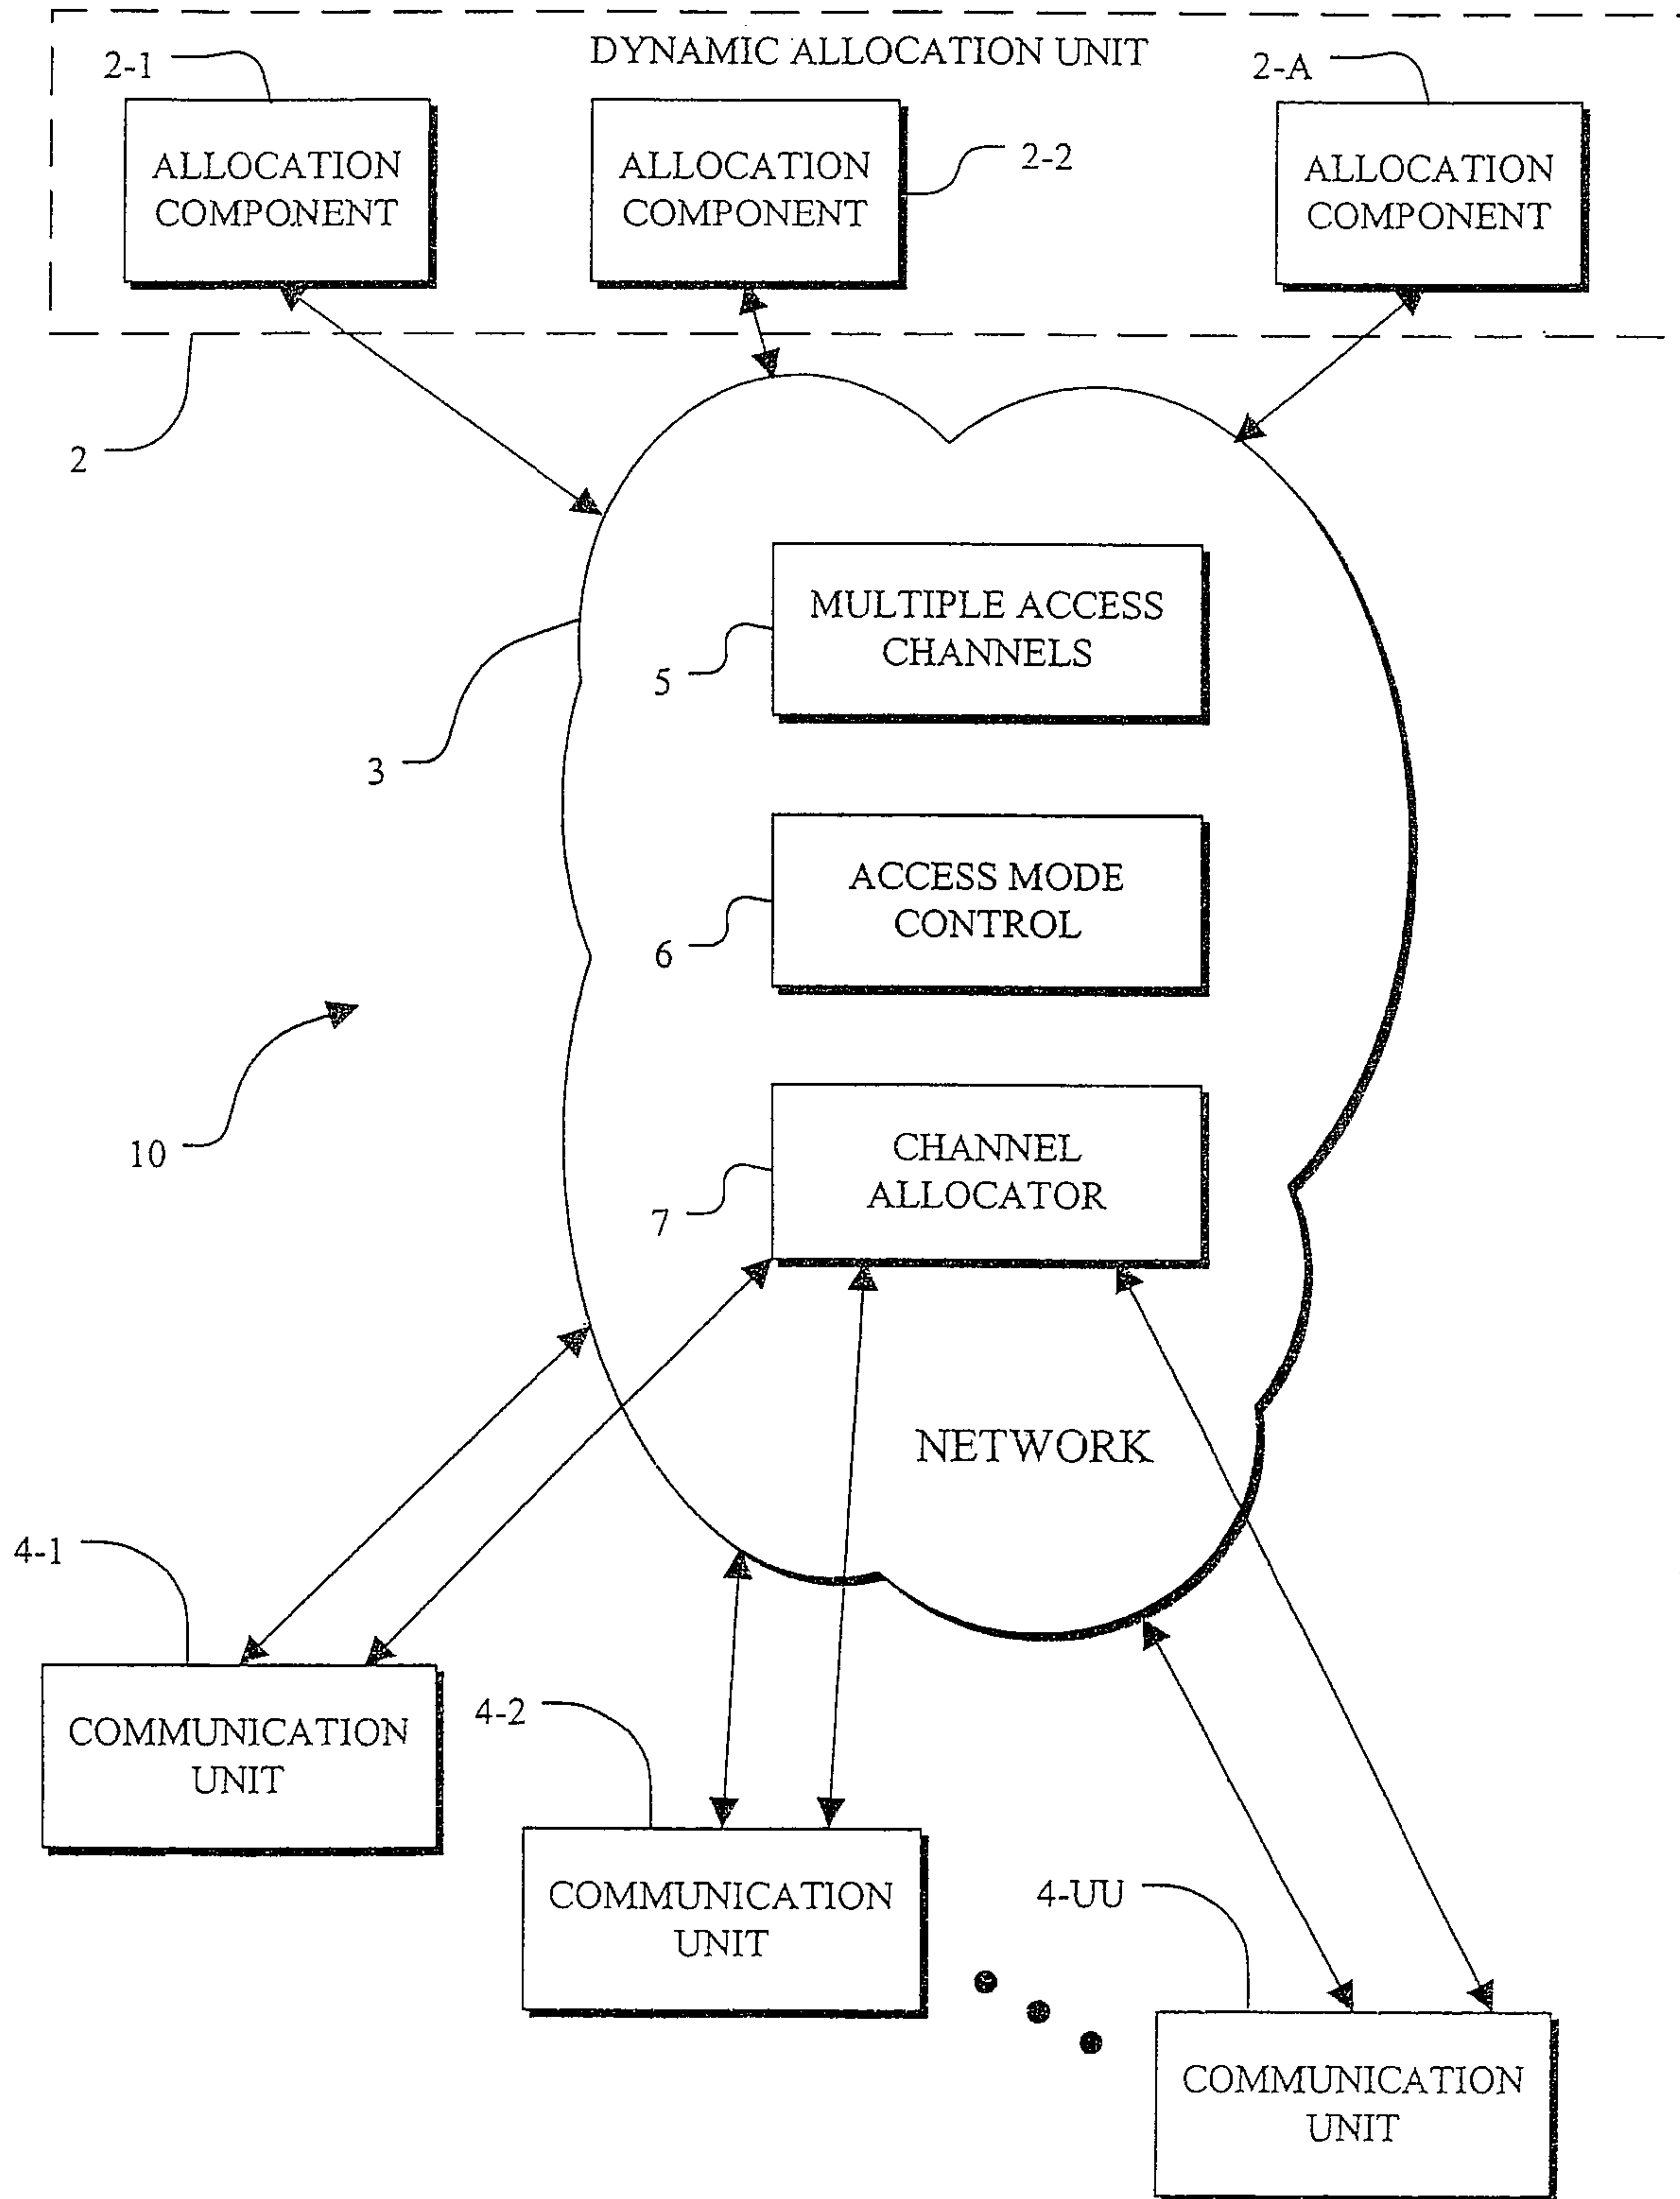 DYNAMIC ALLOCATION UNIT
2-1
2-A
ALLOCATION
COMPONENT
ALLOCATION
COMPONENT
2-2
ALLOCATION
COMPONENT
2
MULTIPLE ACCESS
CHANNELS
5
3
ACCESS MODE
CONTROL
6
10
CHANNEL
ALLOCATOR
7
NETWORK
4-1
COMMUNICATION
UNIT
4-2
COMMUNICATION
UNIT
4-UU
COMMUNICATION
UNIT